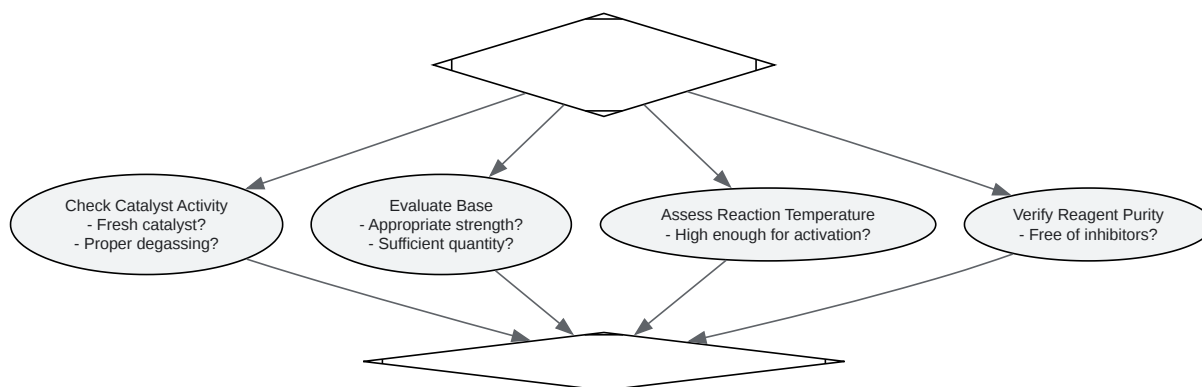 Check Catalyst Activity
- Fresh catalyst?
- Proper degassing?
Evaluate Base
- Appropriate strength?
- Sufficient quantity?
Assess Reaction Temperature
- High enough for activation?
Verify Reagent Purity
- Free of inhibitors?